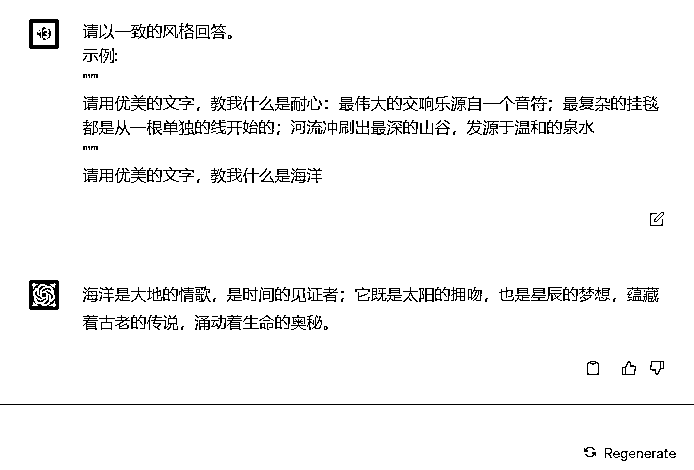 请以一致的风格回答。
示例:
"""
请用优美的文字，教我什么是耐心：最伟大的交响乐源自一个音符；最复杂的挂毯
都是从一根单独的线开始的；河流冲刷出最深的山谷，发源于温和的泉水
"""
请用优美的文字，教我什么是海洋
海洋是大地的情歌，是时间的见证者；它既是太阳的拥吻，也是星辰的梦想，蕴藏
着古老的传说，涌动着生命的奥秘。
Regenerate